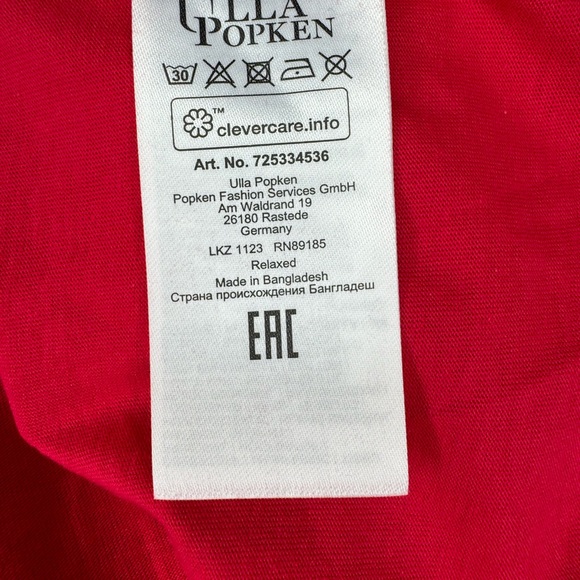 ULLA
POPKEN
30
™
clevercare.info
Art. No. 725334536
Ulla Popken
Popken Fashion Services GmbH
Am Waldrand 19
26180 Rastede
Germany
LKZ 1123 RN89185
Relaxed
Made in Bangladesh
Страна происхождения Бангладеш
EAC